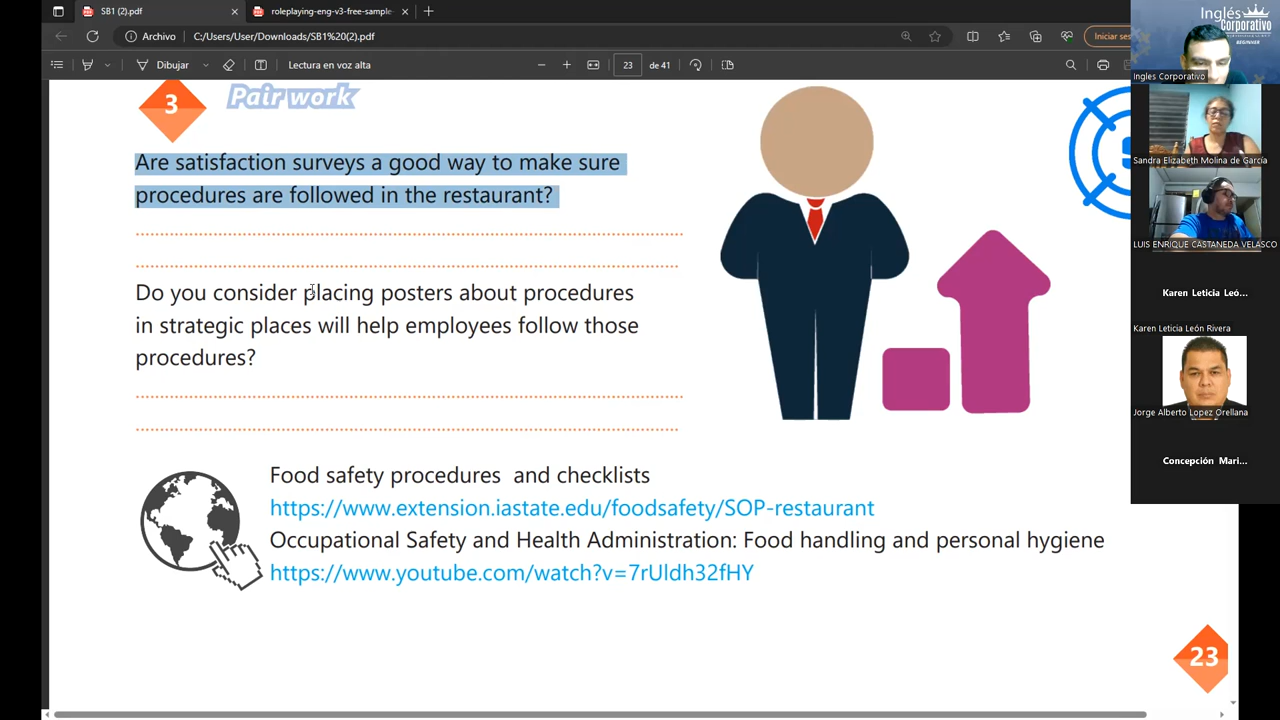 SB1 (2).pdf
roleplaying-eng-v3-free-sample
Archivo
C:/Users/User/Downloads/SB1%20(2).pdf
Iniciar ses
Dibujar
Lectura en voz alta
23
de 41
3
Pair work
Are satisfaction surveys a good way to make sure
procedures are followed in the restaurant?
Do you consider placing posters about procedures
in strategic places will help employees follow those
procedures?
Food safety procedures and checklists
https://www.extension.iastate.edu/foodsafety/SOP-restaurant
Occupational Safety and Health Administration: Food handling and personal hygiene
https://www.youtube.com/watch?v=7rUldh32fHY
23
Inglés
Corporativo
BEGINNER
Ingles Corporativo
Sandra Elizabeth Molina de García
LUIS ENRIQUE CASTANEDA VELASCO
Karen Leticia Leó...
Karen Leticia León Rivera
Jorge Alberto Lopez Orellana
Concepción Mari...